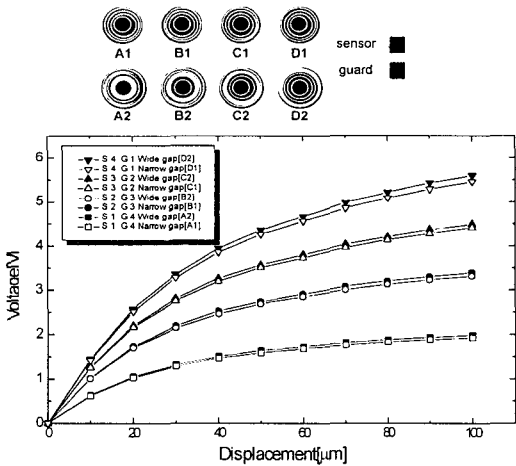 A1 B1 C1 D1
sensor
guard
A2 B2 C2 D2
S 4 G 1 Wide gap[D2]
S 4 G 1 Narrow gap[D1]
S 3 G 2 Wide gap[C2]
S 3 G 2 Narrow gap[C1]
S 2 G 3 Wide gap[B2]
S 2 G 3 Narrow gap[B1]
S 1 G 4 Wide gap[A2]
S 1 G 4 Narrow gap[A1]
Voltage[V]
6
5
4
3
2
1
0
0 20 40 60 80 100
Displacement[μm]